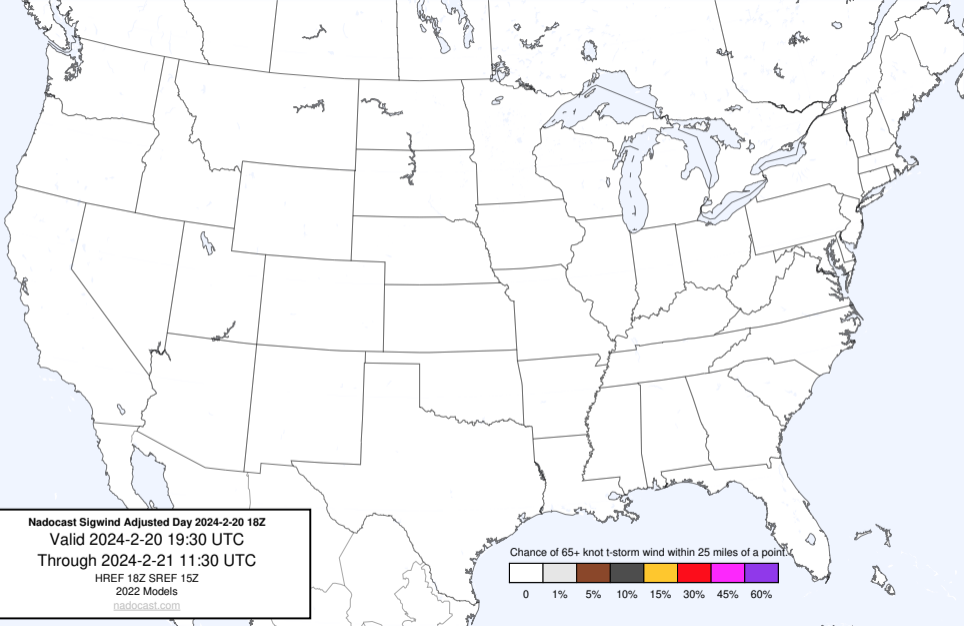 Nadocast Sigwind Adjusted Day 2024-2-20 18Z
Valid 2024-2-20 19:30 UTC
Through 2024-2-21 11:30 UTC
HREF 18Z SREF 15Z
2022 Models
nadocast.com
Chance of 65+ knot t-storm wind within 25 miles of a point.
0 1% 5% 10% 15% 30% 45% 60%